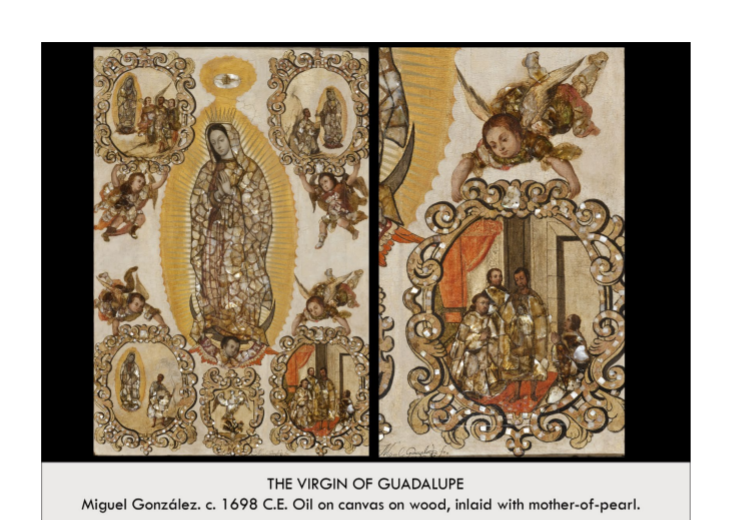 THE VIRGIN OF GUADALUPE
Miguel González. c. 1698 C.E. Oil on canvas on wood, inlaid with mother-of-pearl.